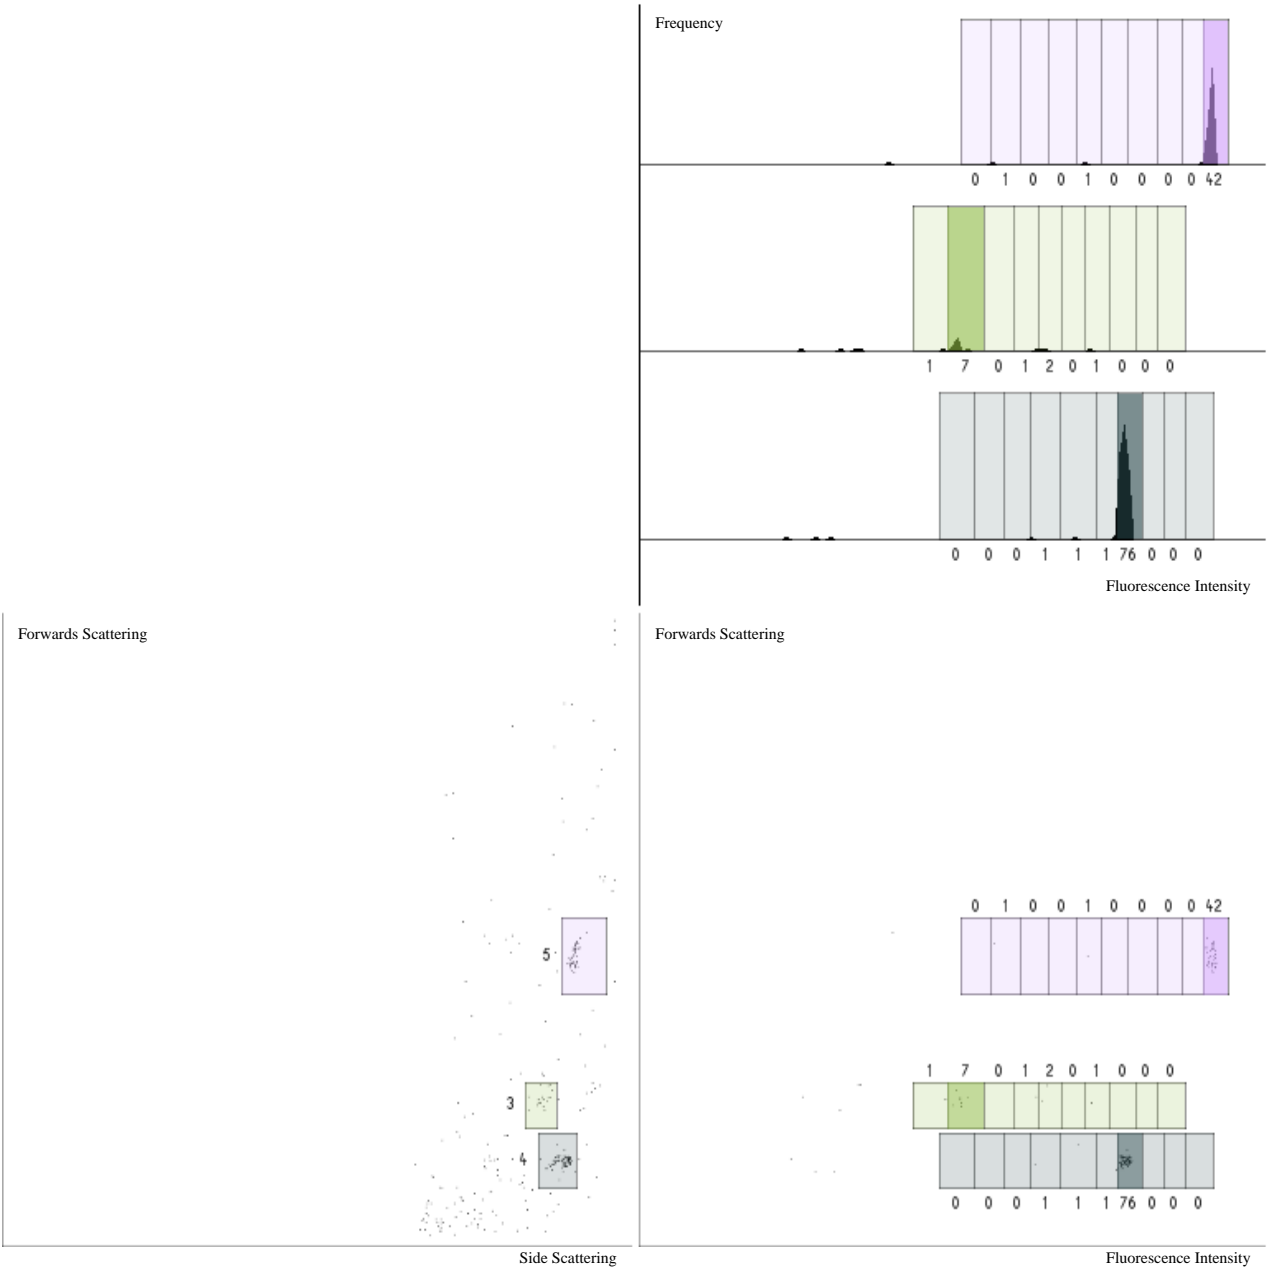 Frequency
0 1 0 0 1 0 0 0 0 42
1 7 0 1 2 0 1 0 0 0
0 0 0 1 1 1 76 0 0 0
Fluorescence Intensity
Forwards Scattering
5
3
4
Side Scattering
Forwards Scattering
0 1 0 0 1 0 0 0 0 42
1 7 0 1 2 0 1 0 0 0
0 0 0 1 1 1 76 0 0 0
Fluorescence Intensity